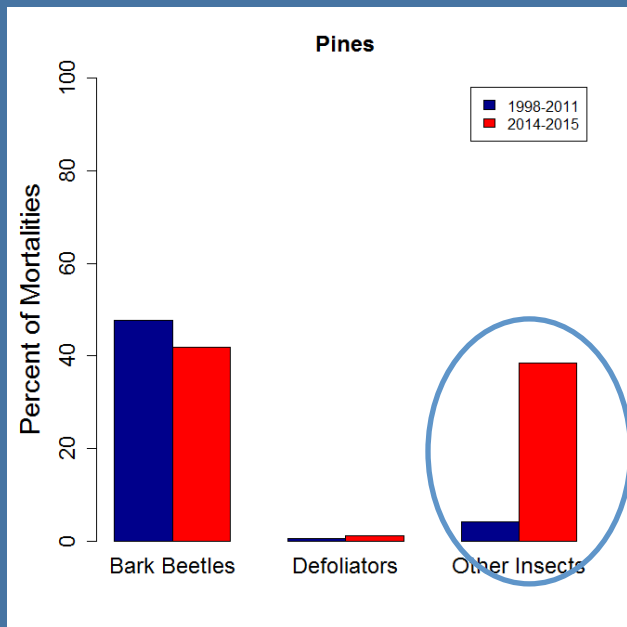 Pines
1998-2011
2014-2015
Percent of Mortalities
100
80
60
40
20
0
Bark Beetles Defoliators Other Insects